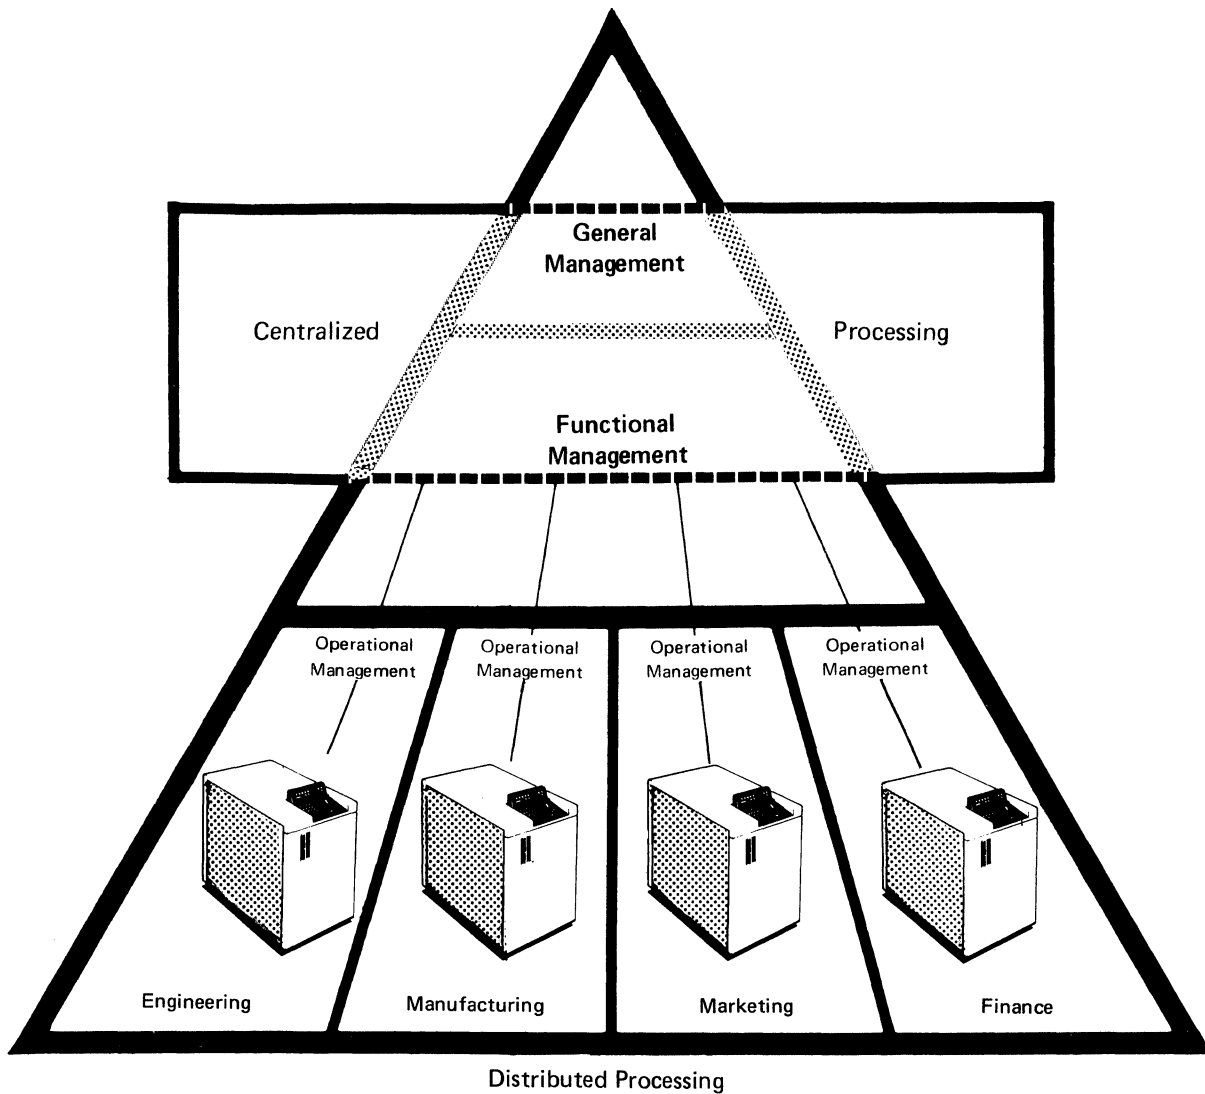 General
Management
Centralized
Processing
Functional
Management
Operational
Management
Operational
Management
Operational
Management
Operational
Management
Engineering
Manufacturing
Marketing
Finance
Distributed Processing